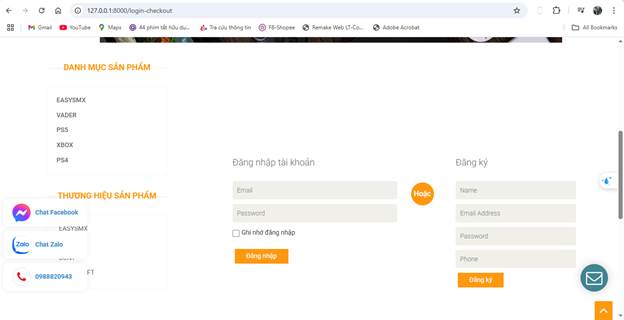 127.0.0.1:8000/login-checkout
Gmail YouTube Maps 44 phim tắt hữu dụ... Tra cứu thông tin F8-Shopee Remake Web LT-Co... Adobe Acrobat All Bookmarks
DANH MỤC SẢN PHẨM
EASYSMX
VADER
PS5
XBOX
PS4
THƯƠNG HIỆU SẢN PHẨM
EASYSMX
FT
Chat Facebook
Zalo Chat Zalo
0988820943
Đăng nhập tài khoản
Email
Password
Ghi nhớ đăng nhập
Đăng nhập
Hoặc
Đăng ký
Name
Email Address
Password
Phone
Đăng ký